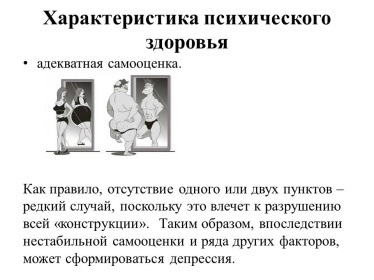 Характеристика психического
здоровья
• адекватная самооценка.
Как правило, отсутствие одного или двух пунктов –
редкий случай, поскольку это влечет к разрушению
всей «конструкции».  Таким образом, впоследствии
нестабильной самооценки и ряда других факторов,
может сформироваться депрессия.